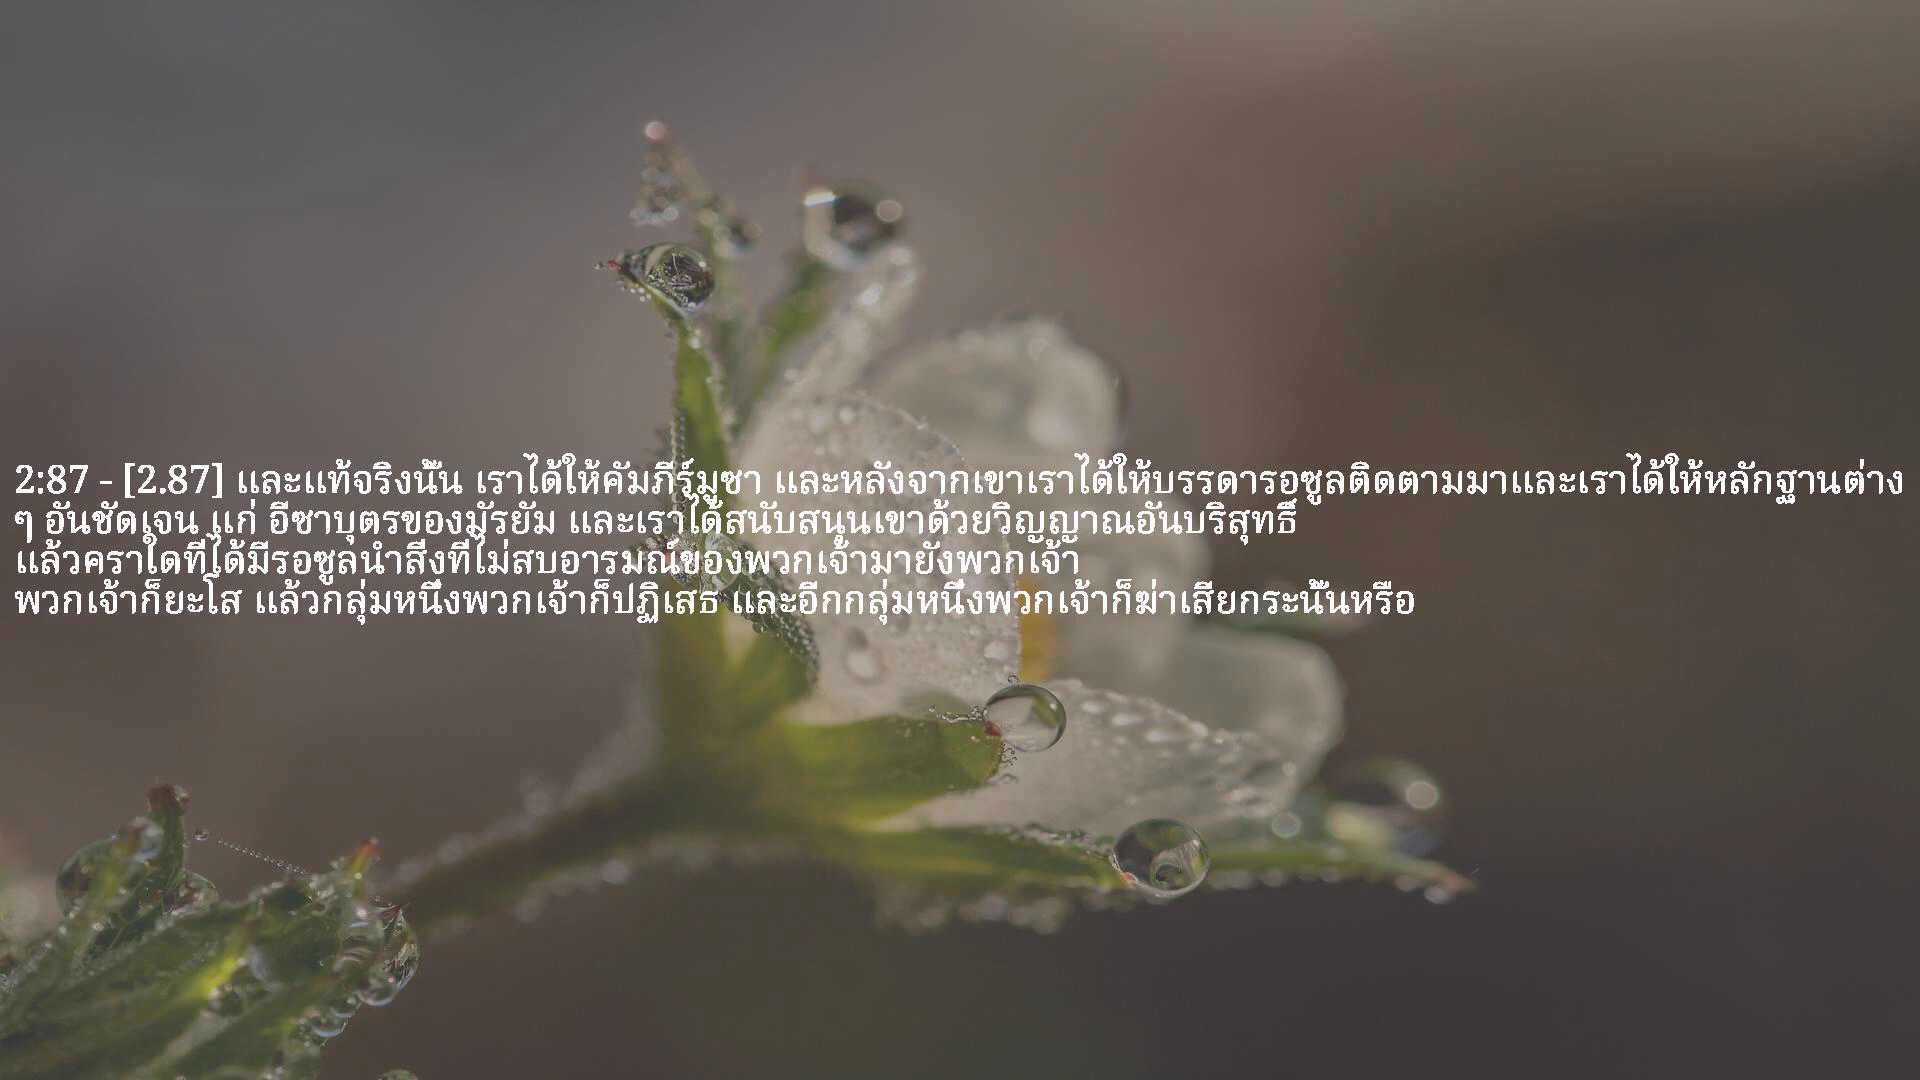 2:87 - [2.87] และแท้จริงนั้น เราได้ให้คัมภีร์มูซา และหลังจากเขาเราได้ให้บรรดารอซูลติดตามมาและเราได้ให้หลักฐานต่าง
ๆ อันชัดเจน แก่ อีซาบุตรของมัรยัม และเราได้สนับสนุนเขาด้วยวิญญาณอันบริสุทธิ์
แล้วคราใดที่ได้มีรอซูลนำสิ่งที่ไม่สบอารมณ์ของพวกเจ้ามายังพวกเจ้า
พวกเจ้าก็ยะโส แล้วกลุ่มหนึ่งพวกเจ้าก็ปฏิเสธ และอีกกลุ่มหนึ่งพวกเจ้าก็ฆ่าเสียกระนั้นหรือ